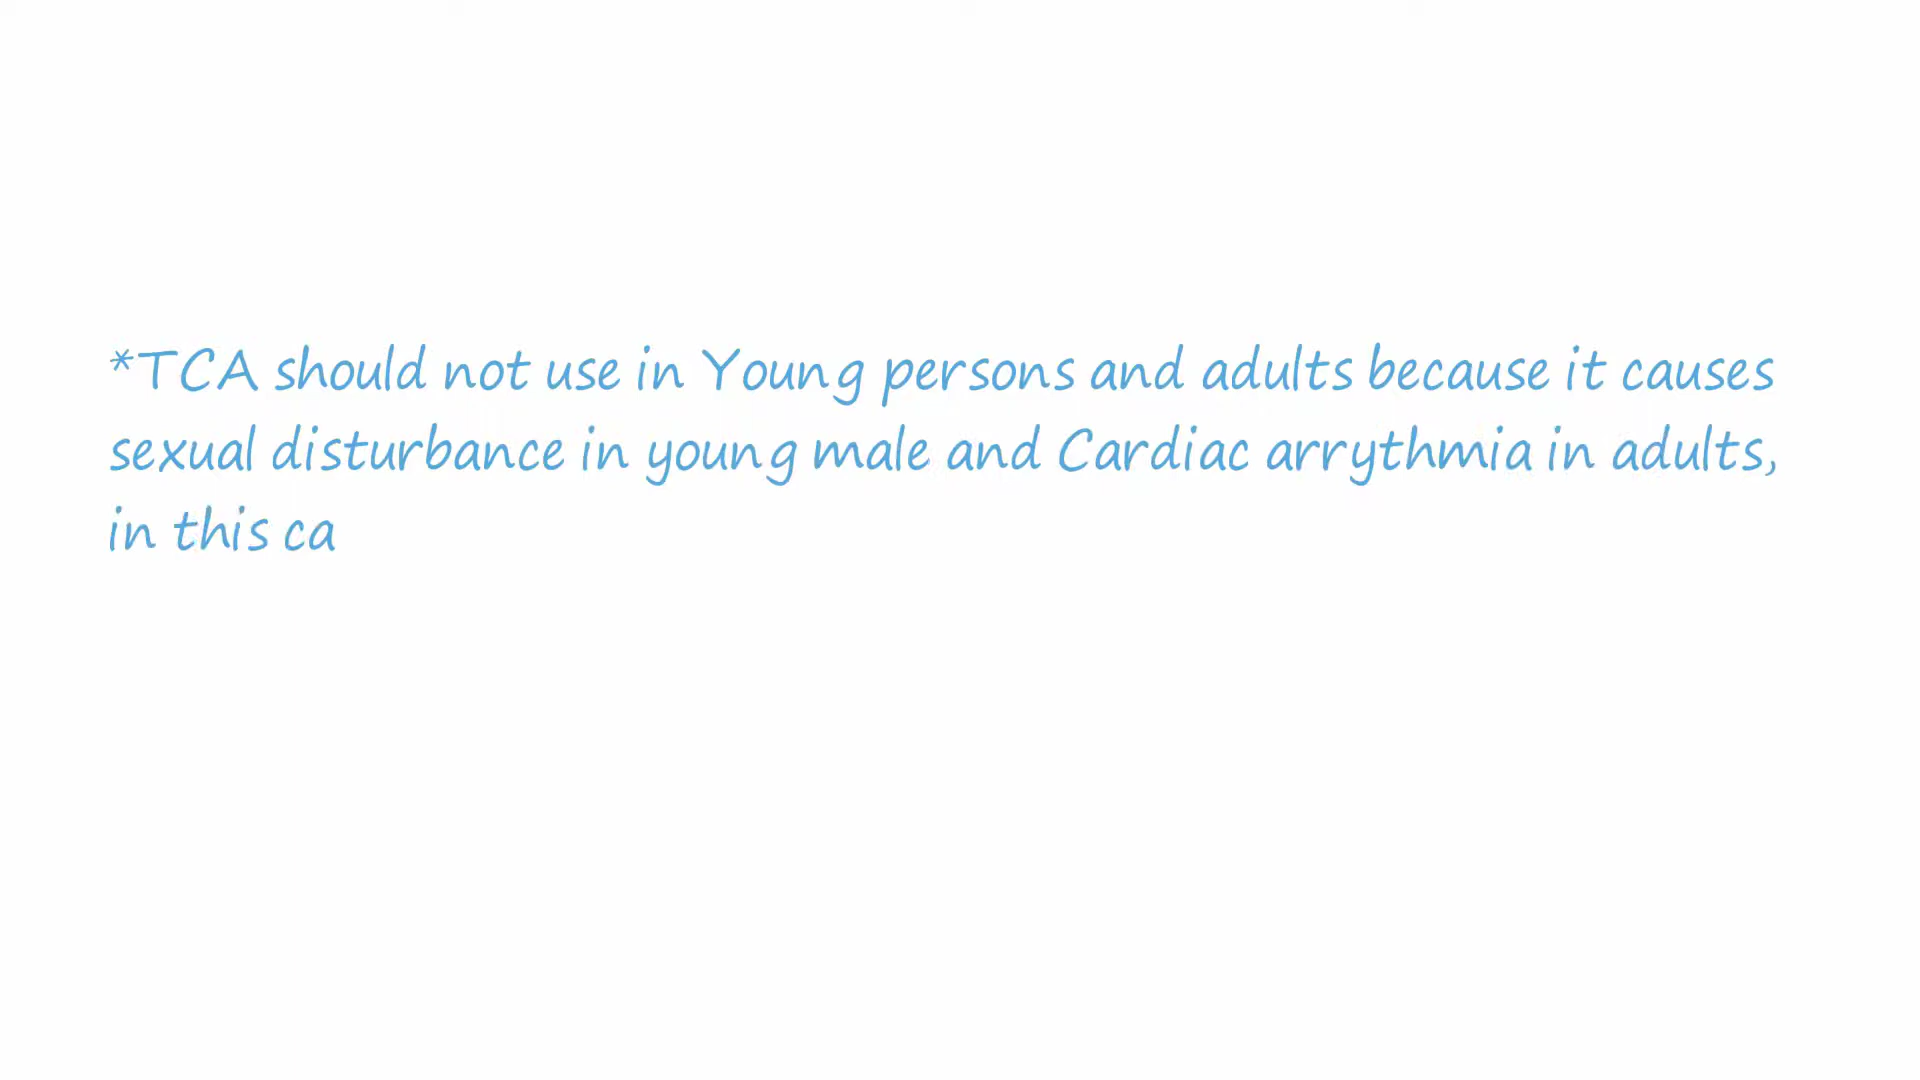 *TCA should not use in Young persons and adults because it causes
sexual disturbance in young male and Cardiac arrythmia in adults,
in this ca